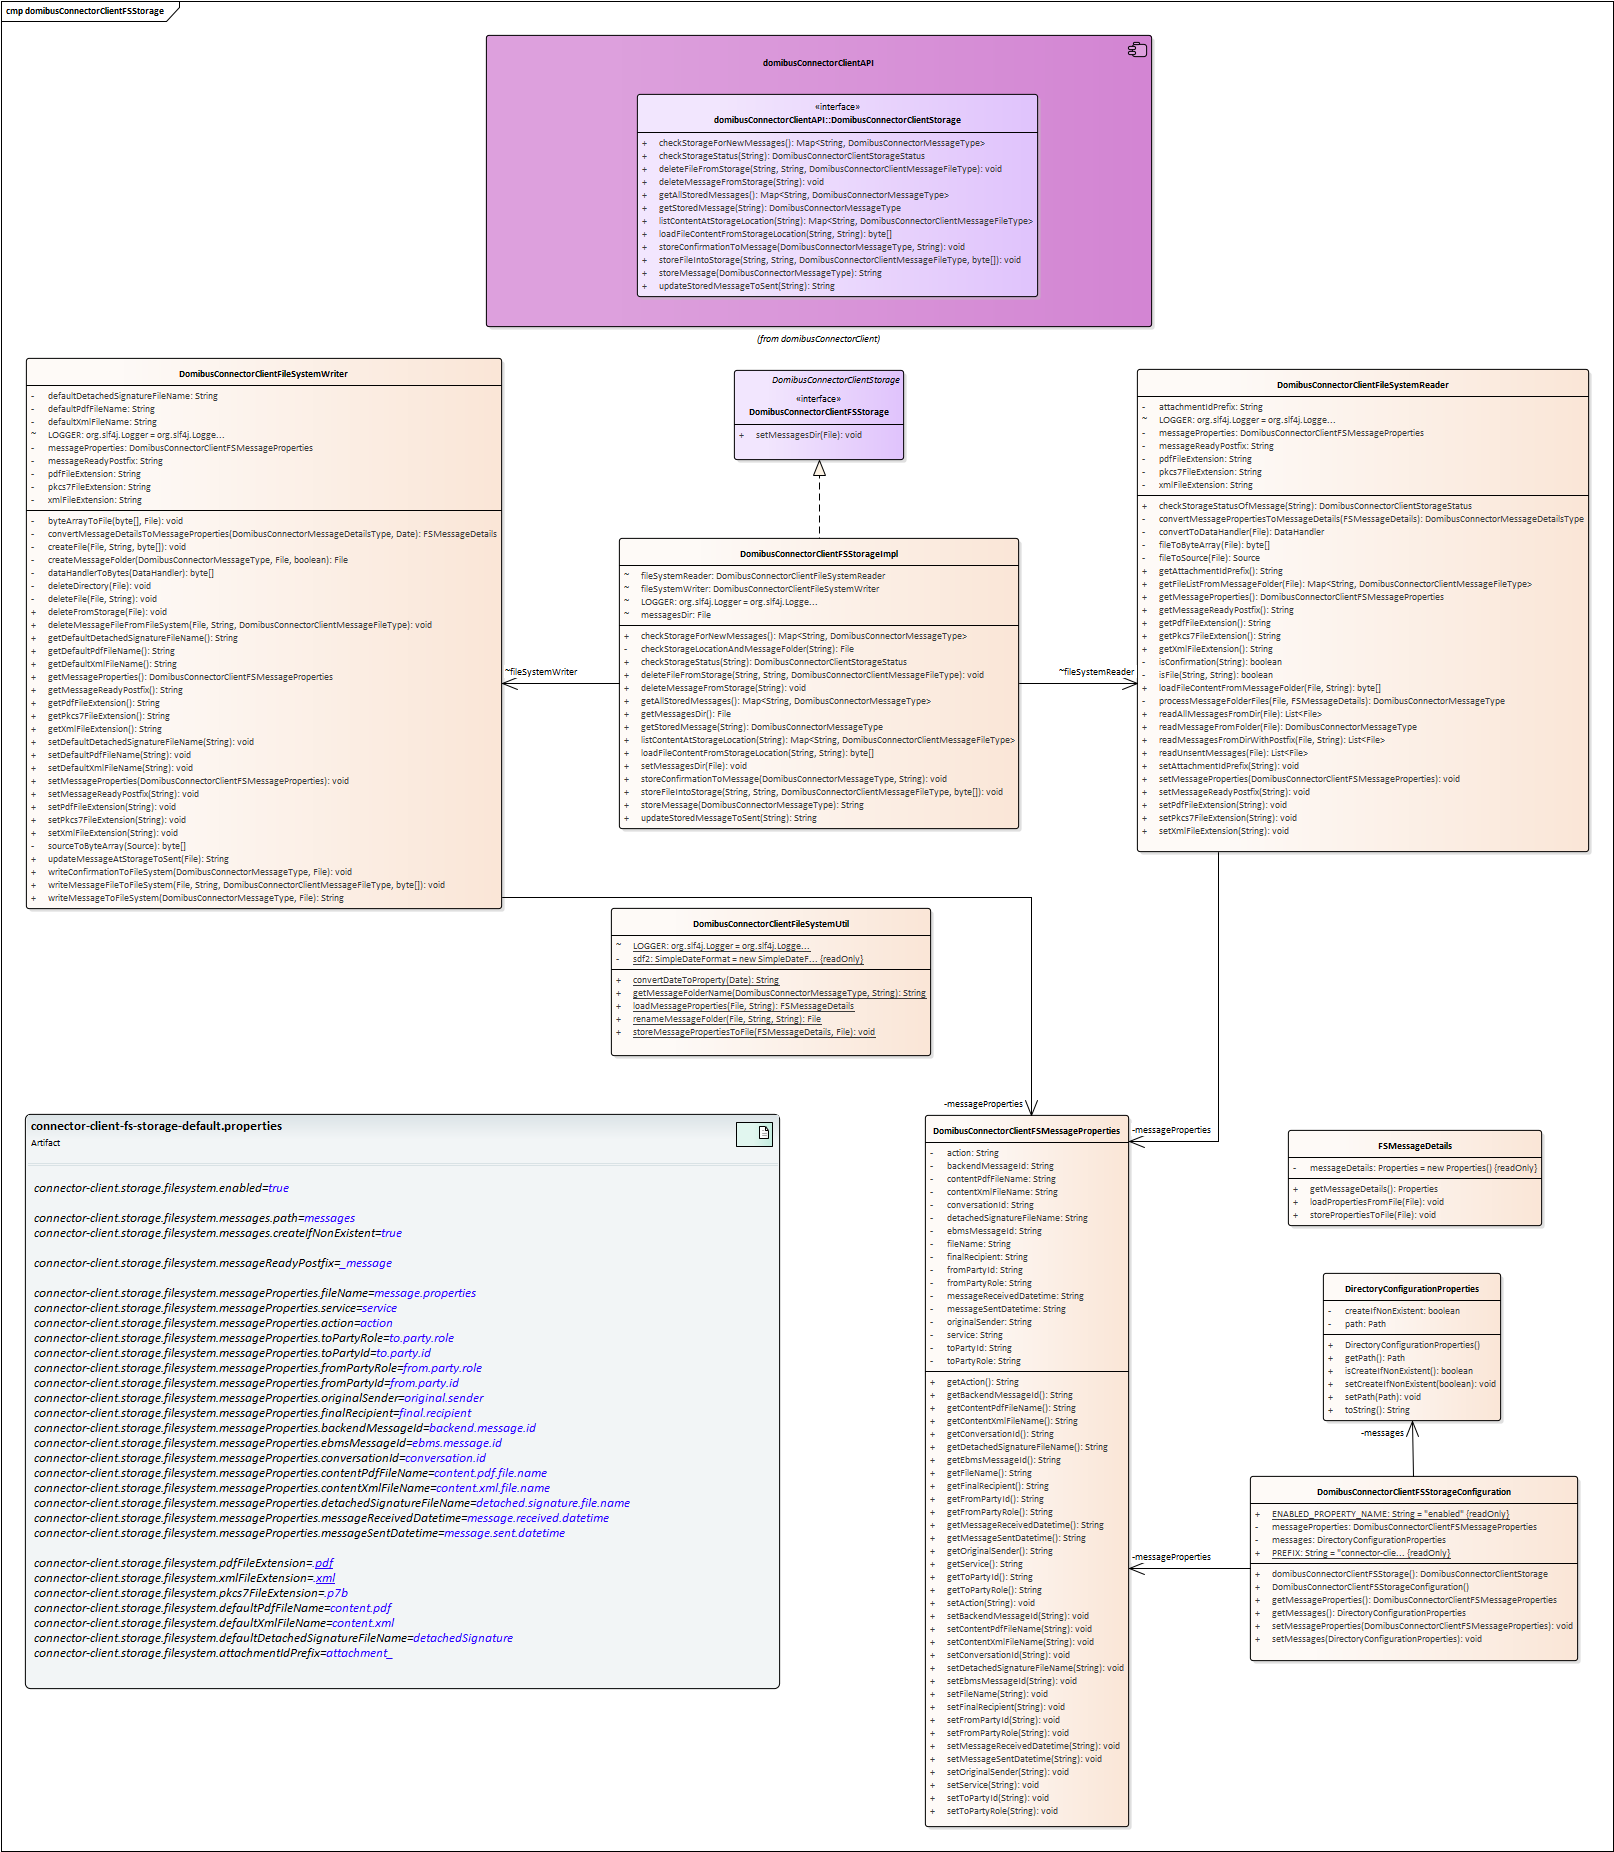 cmp domibusConnectorClientFSStorage
domibusConnectorClientAPI
«interface»
domibusConnectorClientAPI::DomibusConnectorClientStorage
+ checkStorageForNewMessages(): Map<String, DomibusConnectorMessageType>
+ checkStorageStatus(String): DomibusConnectorClientStorageStatus
+ deleteFileFromStorage(String, String, DomibusConnectorClientMessageFileType): void
+ deleteMessageFromStorage(String): void
+ getAllStoredMessages(): Map<String, DomibusConnectorMessageType>
+ getStoredMessage(String): DomibusConnectorMessageType
+ listContentAtStorageLocation(String): Map<String, DomibusConnectorClientMessageFileType>
+ loadFileContentFromStorageLocation(String, String): byte[]
+ storeConfirmationToMessage(DomibusConnectorMessageType, String): void
+ storeFileIntoStorage(String, String, DomibusConnectorClientMessageFileType, byte[]): void
+ storeMessage(DomibusConnectorMessageType): String
+ updateStoredMessageToSent(String): String
(from domibusConnectorClient)
DomibusConnectorClientFileSystemWriter
- defaultDetachedSignatureFileName: String
- defaultPdfFileName: String
- defaultXmlFileName: String
~ LOGGER: org.slf4j.Logger = org.slf4j.Logge...
- messageProperties: DomibusConnectorClientFSMessageProperties
- messageReadyPostfix: String
- pdfFileExtension: String
- pkcs7FileExtension: String
- xmlFileExtension: String
- byteArrayToFile(byte[], File): void
- convertMessageDetailsToMessageProperties(DomibusConnectorMessageDetailsType, Date): FSMessageDetails
- createFile(File, String, byte[]): void
- createMessageFolder(DomibusConnectorMessageType, File, boolean): File
- dataHandlerToBytes(DataHandler): byte[]
- deleteDirectory(File): void
- deleteFile(File, String): void
+ deleteFromStorage(File): void
+ deleteMessageFileFromFileSystem(File, String, DomibusConnectorClientMessageFileType): void
+ getDefaultDetachedSignatureFileName(): String
+ getDefaultPdfFileName(): String
+ getDefaultXmlFileName(): String
+ getMessageProperties(): DomibusConnectorClientFSMessageProperties
+ getMessageReadyPostfix(): String
+ getPdfFileExtension(): String
+ getPkcs7FileExtension(): String
+ getXmlFileExtension(): String
+ setDefaultDetachedSignatureFileName(String): void
+ setDefaultPdfFileName(String): void
+ setDefaultXmlFileName(String): void
+ setMessageProperties(DomibusConnectorClientFSMessageProperties): void
+ setMessageReadyPostfix(String): void
+ setPdfFileExtension(String): void
+ setPkcs7FileExtension(String): void
+ setXmlFileExtension(String): void
- sourceToByteArray(Source): byte[]
+ updateMessageAtStorageToSent(File): String
+ writeConfirmationToFileSystem(DomibusConnectorMessageType, File): void
+ writeMessageFileToFileSystem(File, String, DomibusConnectorClientMessageFileType, byte[]): void
+ writeMessageToFileSystem(DomibusConnectorMessageType, File): String
DomibusConnectorClientStorage
«interface»
DomibusConnectorClientFSStorage
+ setMessagesDir(File): void
DomibusConnectorClientFSStorageImpl
~ fileSystemReader: DomibusConnectorClientFileSystemReader
~ fileSystemWriter: DomibusConnectorClientFileSystemWriter
~ LOGGER: org.slf4j.Logger = org.slf4j.Logge...
~ messagesDir: File
+ checkStorageForNewMessages(): Map<String, DomibusConnectorMessageType>
- checkStorageLocationAndMessageFolder(String): File
+ checkStorageStatus(String): DomibusConnectorClientStorageStatus
+ deleteFileFromStorage(String, String, DomibusConnectorClientMessageFileType): void
+ deleteMessageFromStorage(String): void
+ getAllStoredMessages(): Map<String, DomibusConnectorMessageType>
+ getMessagesDir(): File
+ getStoredMessage(String): DomibusConnectorMessageType
+ listContentAtStorageLocation(String): Map<String, DomibusConnectorClientMessageFileType>
+ loadFileContentFromStorageLocation(String, String): byte[]
+ setMessagesDir(File): void
+ storeConfirmationToMessage(DomibusConnectorMessageType, String): void
+ storeFileIntoStorage(String, String, DomibusConnectorClientMessageFileType, byte[]): void
+ storeMessage(DomibusConnectorMessageType): String
+ updateStoredMessageToSent(String): String
~fileSystemWriter
~fileSystemReader
DomibusConnectorClientFileSystemReader
- attachmentIdPrefix: String
~ LOGGER: org.slf4j.Logger = org.slf4j.Logge...
- messageProperties: DomibusConnectorClientFSMessageProperties
- messageReadyPostfix: String
- pdfFileExtension: String
- pkcs7FileExtension: String
- xmlFileExtension: String
+ checkStorageStatusOfMessage(String): DomibusConnectorClientStorageStatus
- convertMessagePropertiesToMessageDetails(FSMessageDetails): DomibusConnectorMessageDetailsType
- convertToDataHandler(File): DataHandler
- fileToByteArray(File): byte[]
- fileToSource(File): Source
+ getAttachmentIdPrefix(): String
+ getFileListFromMessageFolder(File): Map<String, DomibusConnectorClientMessageFileType>
+ getMessageProperties(): DomibusConnectorClientFSMessageProperties
+ getMessageReadyPostfix(): String
+ getPdfFileExtension(): String
+ getPkcs7FileExtension(): String
+ getXmlFileExtension(): String
- isConfirmation(String): boolean
- isFile(String, String): boolean
+ loadFileContentFromMessageFolder(File, String): byte[]
- processMessageFolderFiles(File, FSMessageDetails): DomibusConnectorMessageType
+ readAllMessagesFromDir(File): List<File>
+ readMessageFromFolder(File): DomibusConnectorMessageType
+ readMessagesFromDirWithPostfix(File, String): List<File>
+ readUnsentMessages(File): List<File>
+ setAttachmentIdPrefix(String): void
+ setMessageProperties(DomibusConnectorClientFSMessageProperties): void
+ setMessageReadyPostfix(String): void
+ setPdfFileExtension(String): void
+ setPkcs7FileExtension(String): void
+ setXmlFileExtension(String): void
DomibusConnectorClientFileSystemUtil
~ LOGGER: org.slf4j.Logger = org.slf4j.Logge...
- sdf2: SimpleDateFormat = new SimpleDateF... {readOnly}
+ convertDateToProperty(Date): String
+ getMessageFolderName(DomibusConnectorMessageType, String): String
+ loadMessageProperties(File, String): FSMessageDetails
+ renameMessageFolder(File, String, String): File
+ storeMessagePropertiesToFile(FSMessageDetails, File): void
connector-client-fs-storage-default.properties
Artifact
connector-client.storage.filesystem.enabled=true
connector-client.storage.filesystem.messages.path=messages
connector-client.storage.filesystem.messages.createIfNonExistent=true
connector-client.storage.filesystem.messageReadyPostfix=_message
connector-client.storage.filesystem.messageProperties.fileName=message.properties
connector-client.storage.filesystem.messageProperties.service=service
connector-client.storage.filesystem.messageProperties.action=action
connector-client.storage.filesystem.messageProperties.toPartyRole=to.party.role
connector-client.storage.filesystem.messageProperties.toPartyId=to.party.id
connector-client.storage.filesystem.messageProperties.fromPartyRole=from.party.role
connector-client.storage.filesystem.messageProperties.fromPartyId=from.party.id
connector-client.storage.filesystem.messageProperties.originalSender=original.sender
connector-client.storage.filesystem.messageProperties.finalRecipient=final.recipient
connector-client.storage.filesystem.messageProperties.backendMessageId=backend.message.id
connector-client.storage.filesystem.messageProperties.ebmsMessageId=ebms.message.id
connector-client.storage.filesystem.messageProperties.conversationId=conversation.id
connector-client.storage.filesystem.messageProperties.contentPdfFileName=content.pdf.file.name
connector-client.storage.filesystem.messageProperties.contentXmlFileName=content.xml.file.name
connector-client.storage.filesystem.messageProperties.detachedSignatureFileName=detached.signature.file.name
connector-client.storage.filesystem.messageProperties.messageReceivedDatetime=message.received.datetime
connector-client.storage.filesystem.messageProperties.messageSentDatetime=message.sent.datetime
connector-client.storage.filesystem.pdfFileExtension=.pdf
connector-client.storage.filesystem.xmlFileExtension=.xml
connector-client.storage.filesystem.pkcs7FileExtension=.p7b
connector-client.storage.filesystem.defaultPdfFileName=content.pdf
connector-client.storage.filesystem.defaultXmlFileName=content.xml
connector-client.storage.filesystem.defaultDetachedSignatureFileName=detachedSignature
connector-client.storage.filesystem.attachmentIdPrefix=attachment_
-messageProperties
-messageProperties
DomibusConnectorClientFSMessageProperties
- action: String
- backendMessageId: String
- contentPdfFileName: String
- contentXmlFileName: String
- conversationId: String
- detachedSignatureFileName: String
- ebmsMessageId: String
- fileName: String
- finalRecipient: String
- fromPartyId: String
- fromPartyRole: String
- messageReceivedDatetime: String
- messageSentDatetime: String
- originalSender: String
- service: String
- toPartyId: String
- toPartyRole: String
+ getAction(): String
+ getBackendMessageId(): String
+ getContentPdfFileName(): String
+ getContentXmlFileName(): String
+ getConversationId(): String
+ getDetachedSignatureFileName(): String
+ getEbmsMessageId(): String
+ getFileName(): String
+ getFinalRecipient(): String
+ getFromPartyId(): String
+ getFromPartyRole(): String
+ getMessageReceivedDatetime(): String
+ getMessageSentDatetime(): String
+ getOriginalSender(): String
+ getService(): String
+ getToPartyId(): String
+ getToPartyRole(): String
+ setAction(String): void
+ setBackendMessageId(String): void
+ setContentPdfFileName(String): void
+ setContentXmlFileName(String): void
+ setConversationId(String): void
+ setDetachedSignatureFileName(String): void
+ setEbmsMessageId(String): void
+ setFileName(String): void
+ setFinalRecipient(String): void
+ setFromPartyId(String): void
+ setFromPartyRole(String): void
+ setMessageReceivedDatetime(String): void
+ setMessageSentDatetime(String): void
+ setOriginalSender(String): void
+ setService(String): void
+ setToPartyId(String): void
+ setToPartyRole(String): void
FSMessageDetails
- messageDetails: Properties = new Properties() {readOnly}
+ getMessageDetails(): Properties
+ loadPropertiesFromFile(File): void
+ storePropertiesToFile(File): void
DirectoryConfigurationProperties
- createIfNonExistent: boolean
- path: Path
+ DirectoryConfigurationProperties()
+ getPath(): Path
+ isCreateIfNonExistent(): boolean
+ setCreateIfNonExistent(boolean): void
+ setPath(Path): void
+ toString(): String
-messages
DomibusConnectorClientFSStorageConfiguration
+ ENABLED_PROPERTY_NAME: String = "enabled" {readOnly}
- messageProperties: DomibusConnectorClientFSMessageProperties
- messages: DirectoryConfigurationProperties
+ PREFIX: String = "connector-clie... {readOnly}
+ domibusConnectorClientFSStorage(): DomibusConnectorClientStorage
+ DomibusConnectorClientFSStorageConfiguration()
+ getMessageProperties(): DomibusConnectorClientFSMessageProperties
+ getMessages(): DirectoryConfigurationProperties
+ setMessageProperties(DomibusConnectorClientFSMessageProperties): void
+ setMessages(DirectoryConfigurationProperties): void
-messageProperties